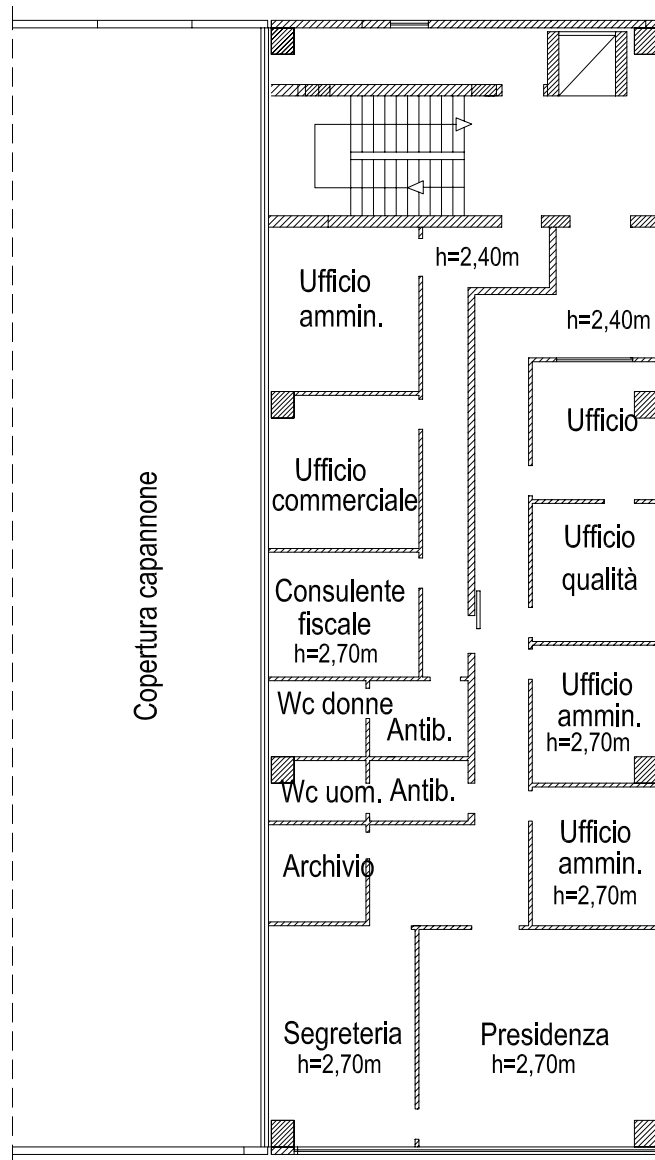 h=2,40m
Ufficio
ammin.
h=2,40m
Ufficio
Ufficio
commerciale
Ufficio
qualità
Copertura capannone
Consulente
fiscale
h=2,70m
Wc donne
Antib.
Ufficio
ammin.
h=2,70m
Wc uom.
Antib.
Archivio
Ufficio
ammin.
h=2,70m
Segreteria
h=2,70m
Presidenza
h=2,70m